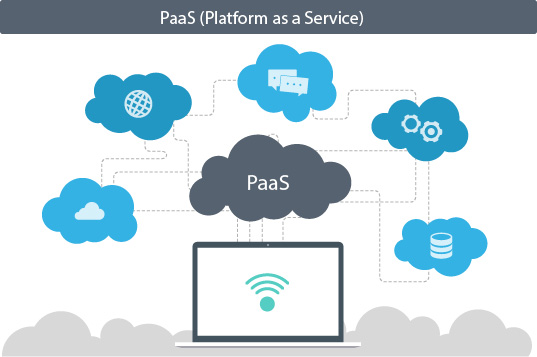 PaaS (Platform as a Service)
PaaS